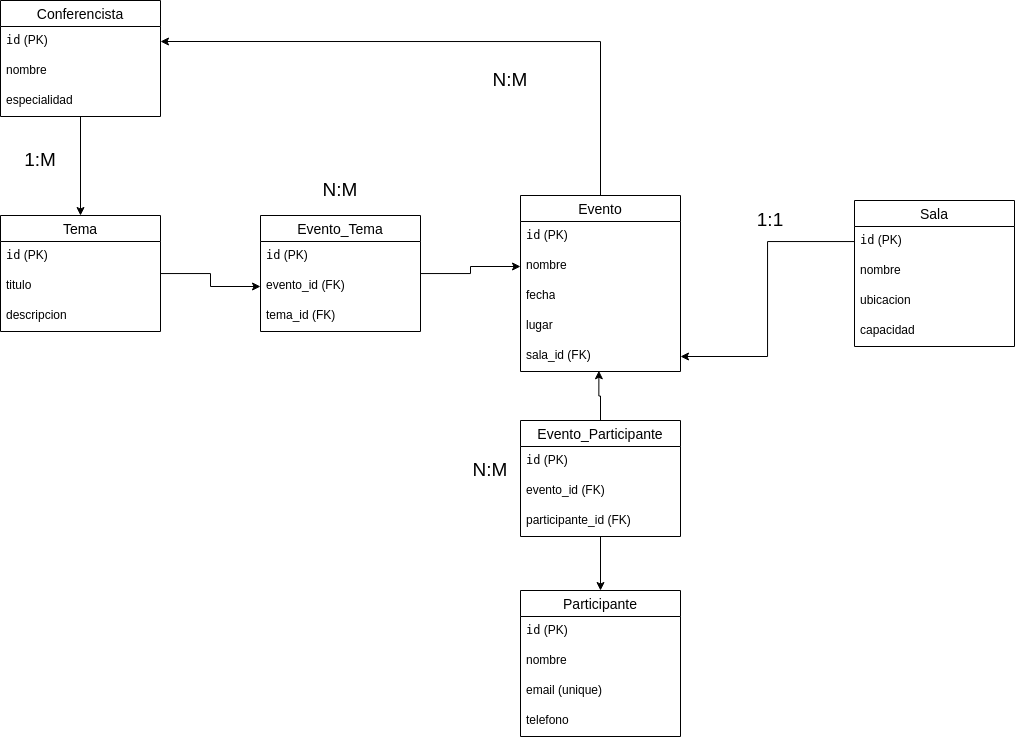 Conferencista
id (PK)
nombre
especialidad
N:M
1:M
N:M
Tema
id (PK)
titulo
descripcion
Evento_Tema
id (PK)
evento_id (FK)
tema_id (FK)
Evento
id (PK)
nombre
fecha
lugar
sala_id (FK)
1:1
Sala
id (PK)
nombre
ubicacion
capacidad
N:M
Evento_Participante
id (PK)
evento_id (FK)
participante_id (FK)
Participante
id (PK)
nombre
email (unique)
telefono